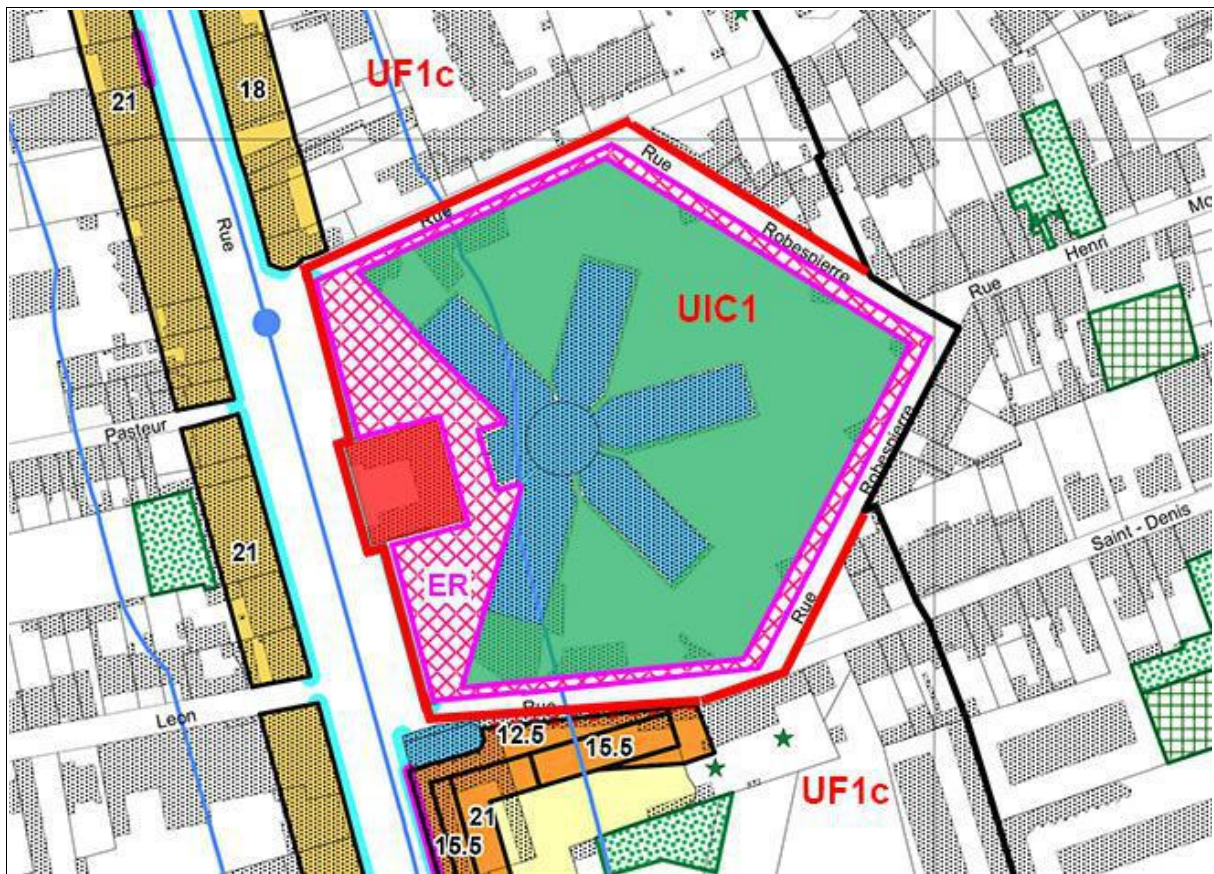 UF1c
21
18
Rue
Rue
Rue
Robespierre
Mo
Henri
Rue
UIC1
Pasteur
Robespierre
Saint - Denis
21
ER
Rue
Leon
Rue
12.5
15.5
UF1c
21
15.5